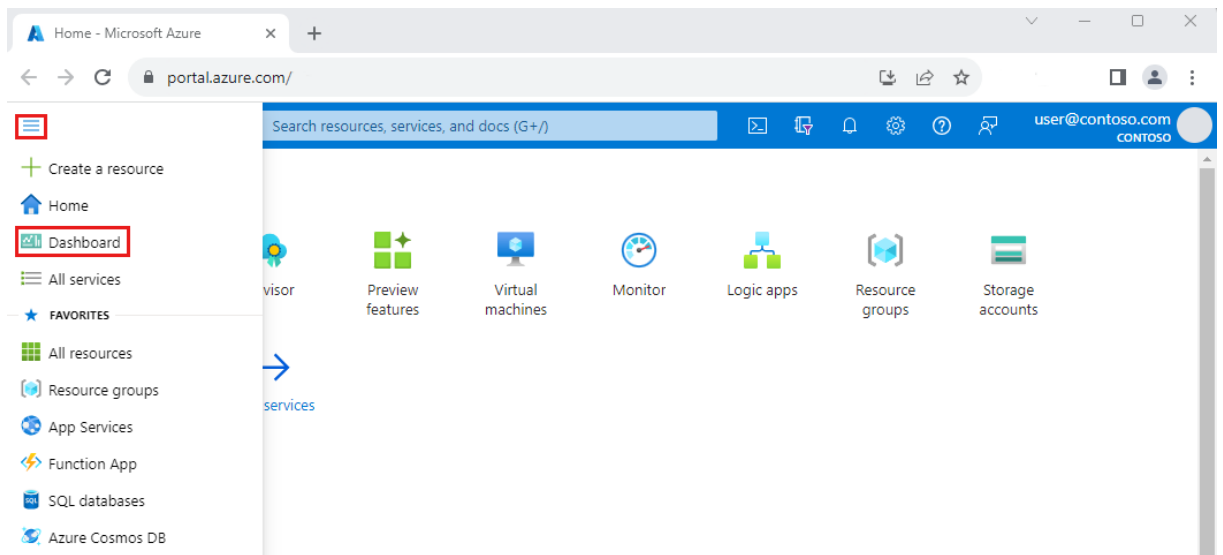 Home - Microsoft Azure
portal.azure.com/
Search resources, services, and docs (G+/)
user@contoso.com
CONTOSO
Create a resource
Home
Dashboard
All services
FAVORITES
All resources
Resource groups
App Services
Function App
SQL databases
Azure Cosmos DB
visor
Preview
features
Virtual
machines
Monitor
Logic apps
Resource
groups
Storage
accounts
services